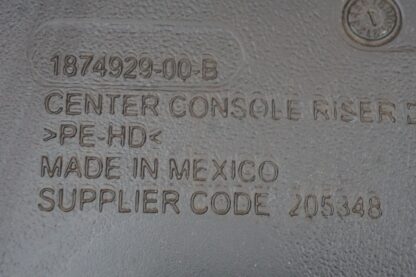 1874929-00-B
CENTER CONSOLE RISER
>PE-HD<
MADE IN MEXICO
SUPPLIER CODE 205348